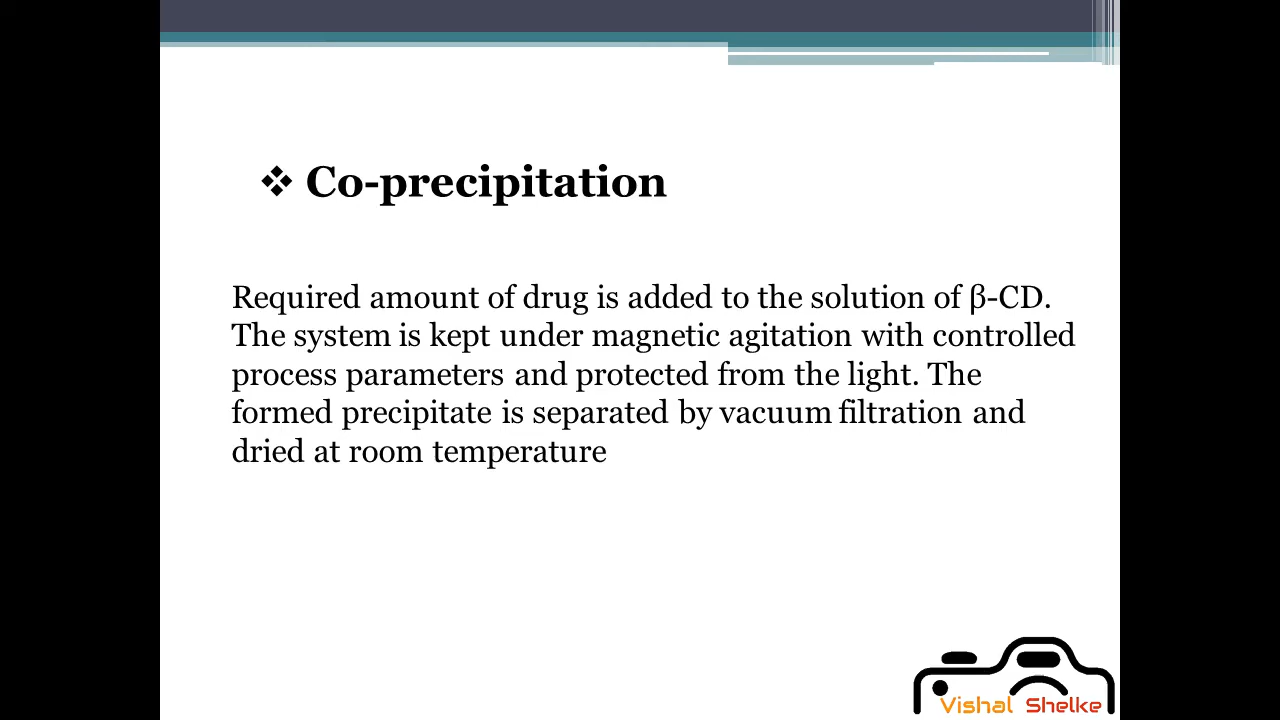 ❖ Co-precipitation
Required amount of drug is added to the solution of β-CD.
The system is kept under magnetic agitation with controlled
process parameters and protected from the light. The
formed precipitate is separated by vacuum filtration and
dried at room temperature
Vishal Shelke